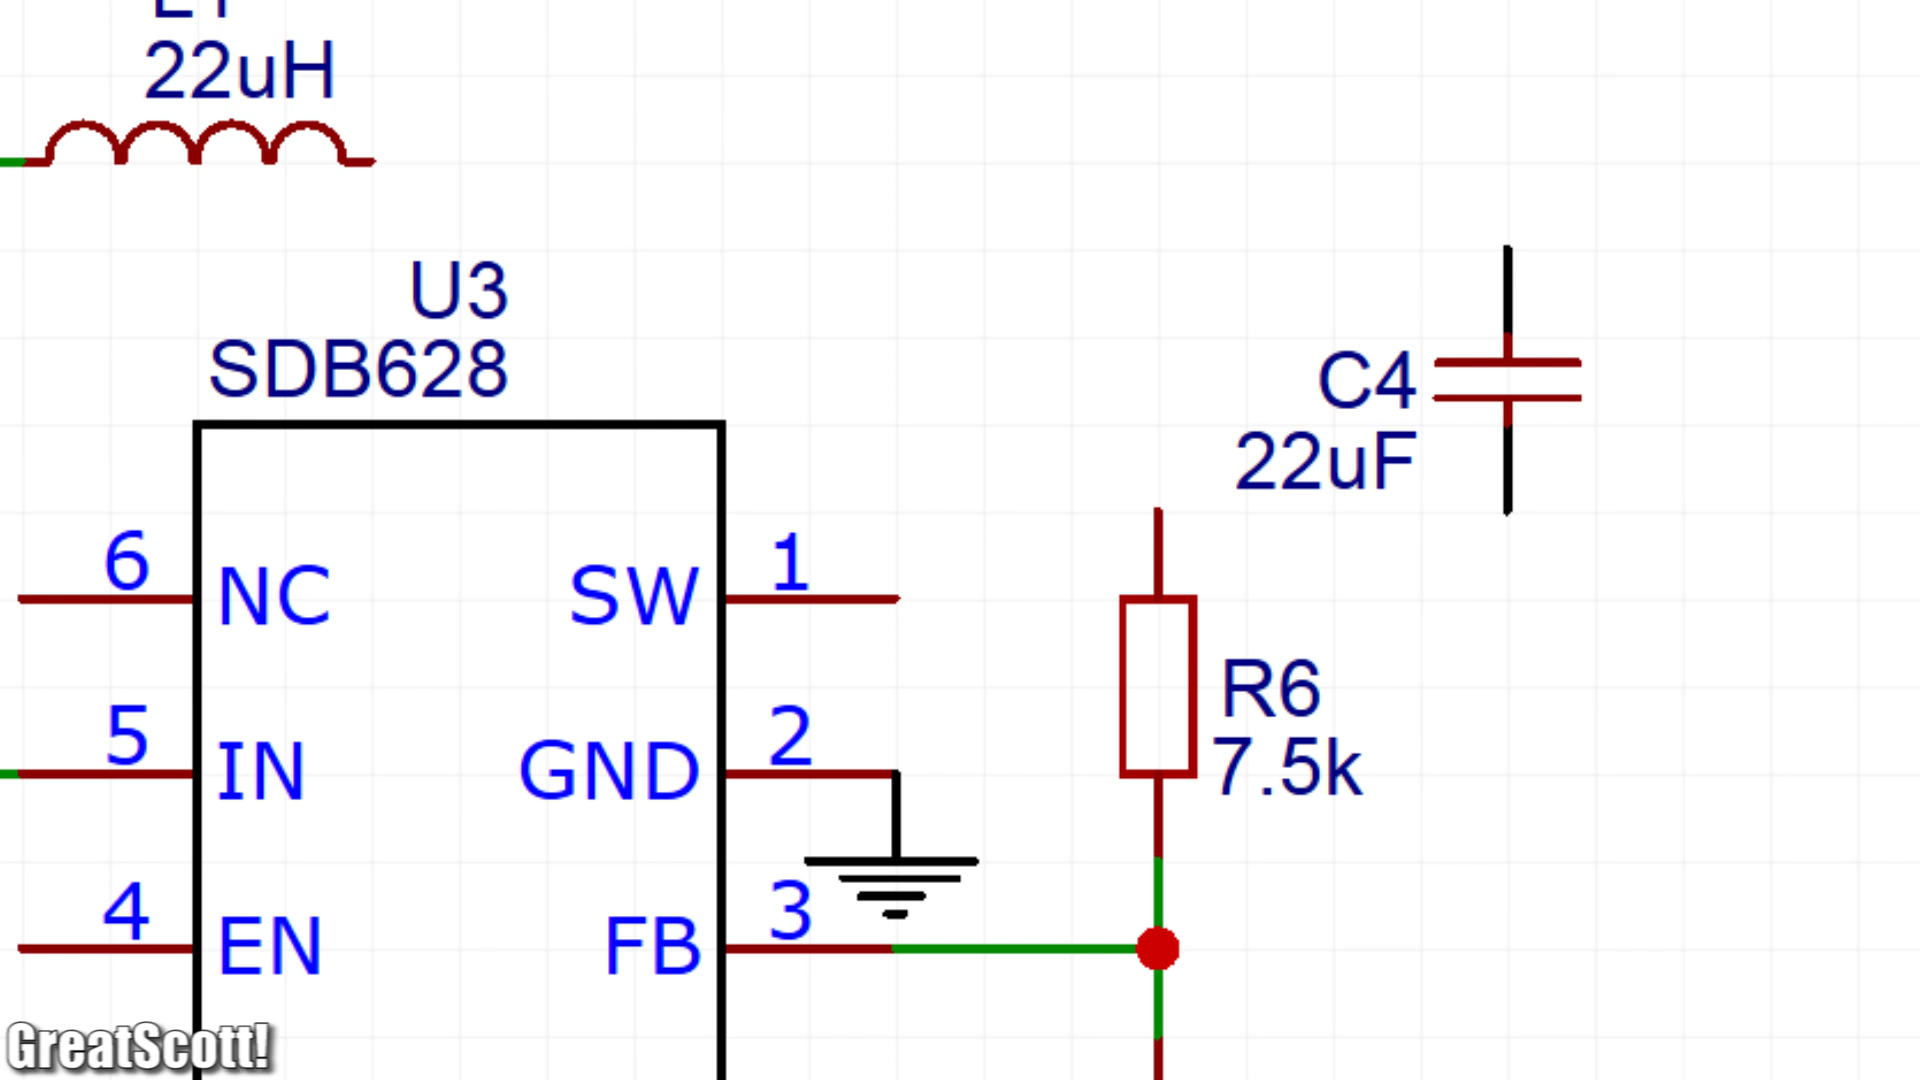 22uH
U3
SDB628
C4
22uF
6 NC SW 1
R6
7.5k
5 IN GND 2
4 EN FB 3
GreatScott!